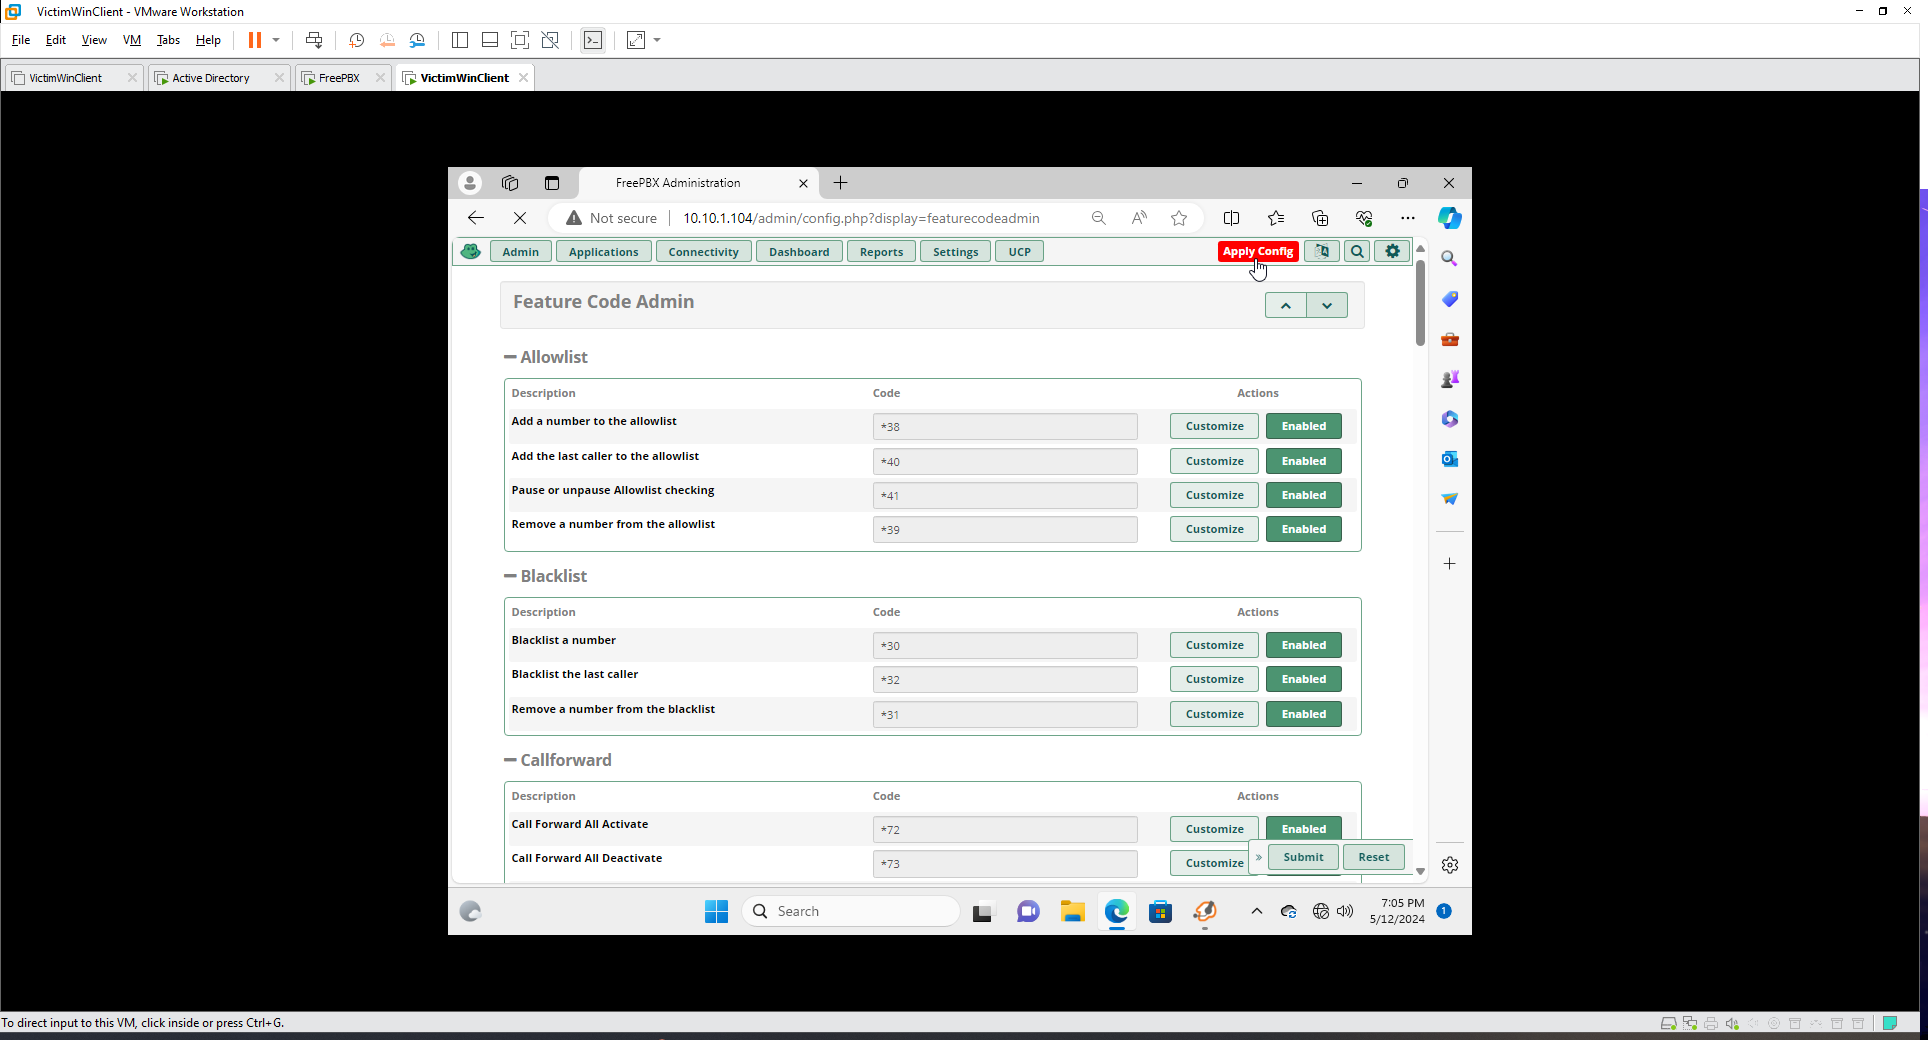 VictimWinClient - VMware Workstation
File Edit View VM Tabs Help
VictimWinClient Active Directory FreePBX VictimWinClient
FreePBX Administration
Not secure 10.10.1.104/admin/config.php?display=featurecodeadmin
Admin Applications Connectivity Dashboard Reports Settings UCP Apply Config
Feature Code Admin
Allowlist
Description Code Actions
Add a number to the allowlist *38 Customize Enabled
Add the last caller to the allowlist *40 Customize Enabled
Pause or unpause Allowlist checking *41 Customize Enabled
Remove a number from the allowlist *39 Customize Enabled
Blacklist
Description Code Actions
Blacklist a number *30 Customize Enabled
Blacklist the last caller *32 Customize Enabled
Remove a number from the blacklist *31 Customize Enabled
Callforward
Description Code Actions
Call Forward All Activate *72 Customize Enabled
Call Forward All Deactivate *73 Customize
» Submit Reset
Search
7:05 PM
5/12/2024
1
To direct input to this VM, click inside or press Ctrl+G.